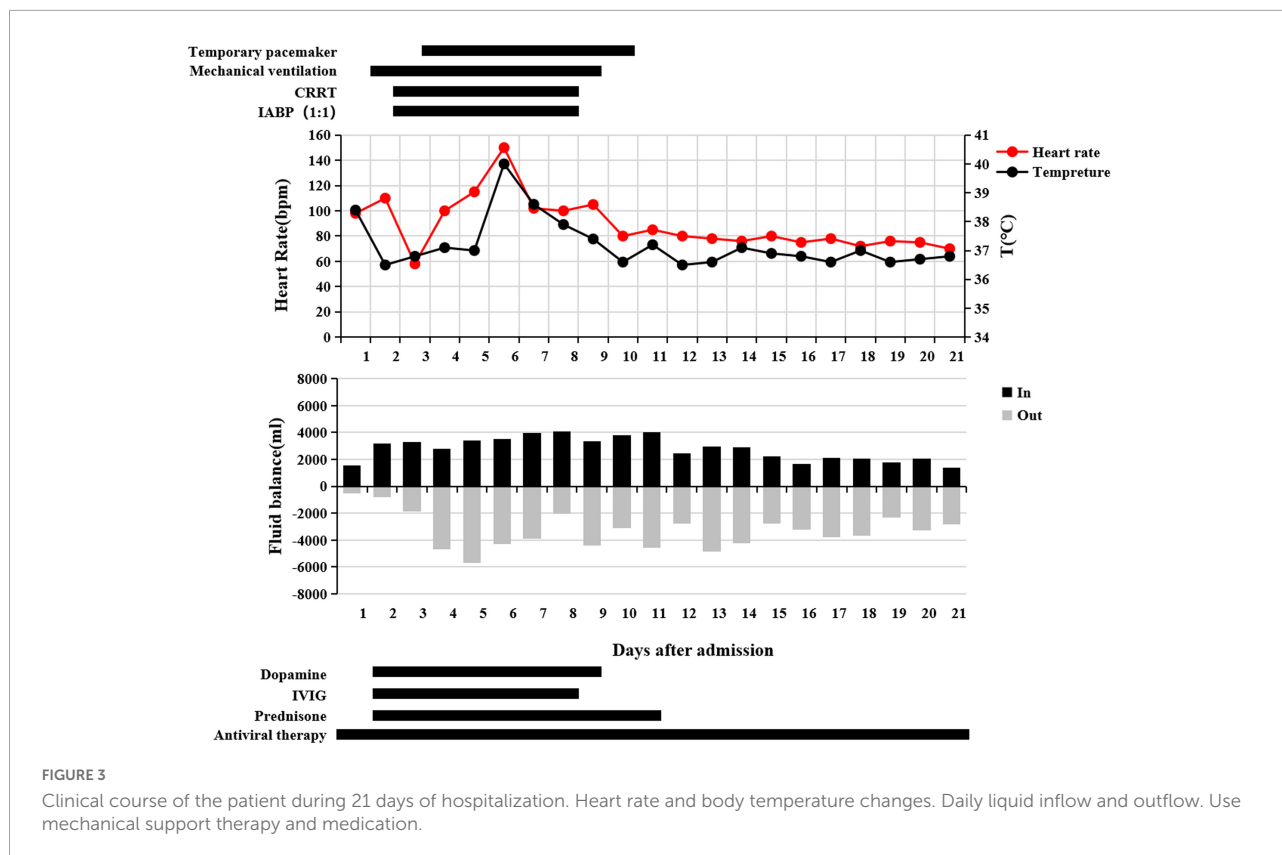 Temporary pacemaker
Mechanical ventilation
CRRT
IABP (1:1)
160
140
120
100
80
60
40
20
0
Heart Rate(bpm)
41
40
39
38
37
36
35
34
T(°C)
Heart rate
Tempreture
1 2 3 4 5 6 7 8 9 10 11 12 13 14 15 16 17 18 19 20 21
8000
6000
4000
2000
0
-2000
-4000
-6000
-8000
Fluid balance(ml)
In
Out
1 2 3 4 5 6 7 8 9 10 11 12 13 14 15 16 17 18 19 20 21
Days after admission
Dopamine
IVIG
Prednisone
Antiviral therapy
FIGURE 3
Clinical course of the patient during 21 days of hospitalization. Heart rate and body temperature changes. Daily liquid inflow and outflow. Use
mechanical support therapy and medication.